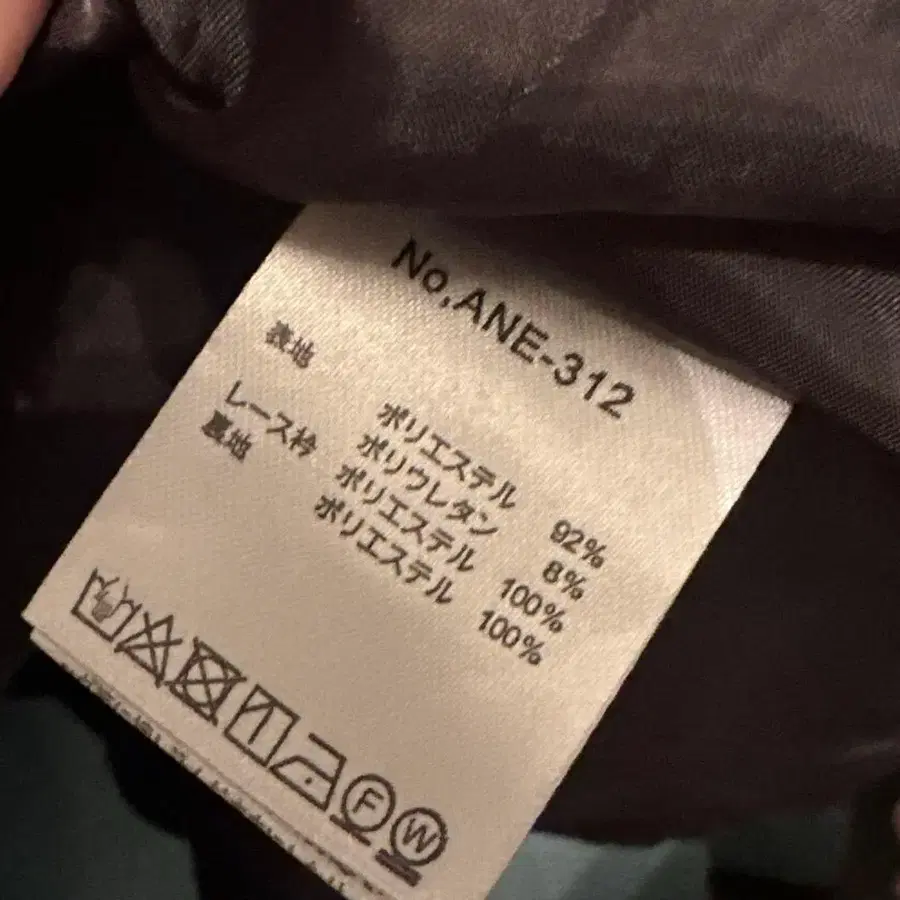 No,ANE-312
表地 ポリエステル 92%
ポリウレタン 8%
レース衿 ポリエステル 100%
裏地 ポリエステル 100%
F W